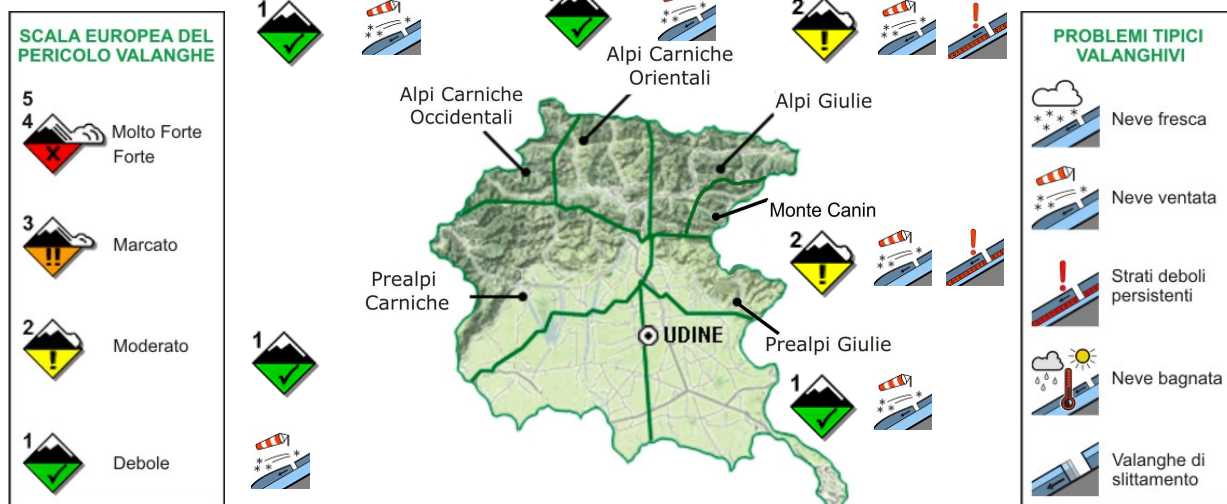 1
1
2
SCALA EUROPEA DEL
PERICOLO VALANGHE
5
4
Molto Forte
Forte
3
Marcato
2
Moderato
1
Debole
Alpi Carniche
Orientali
Alpi Carniche
Occidentali
Alpi Giulie
Monte Canin
2
Prealpi
Carniche
1
UDINE
Prealpi Giulie
1
PROBLEMI TIPICI
VALANGHIVI
Neve fresca
Neve ventata
Strati deboli
persistenti
Neve bagnata
Valanghe di
slittamento